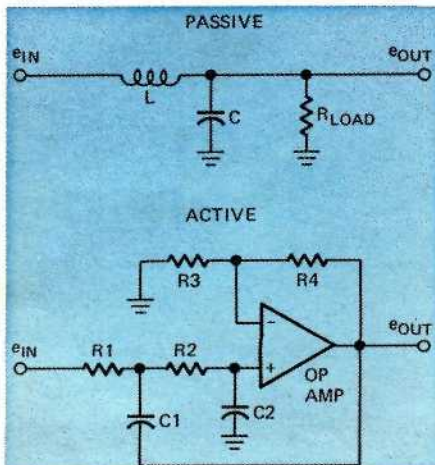 PASSIVE
eIN
eOUT
L
C
RLOAD
ACTIVE
R3
R4
eIN
R1
R2
−
+
eOUT
OP
AMP
C1
C2